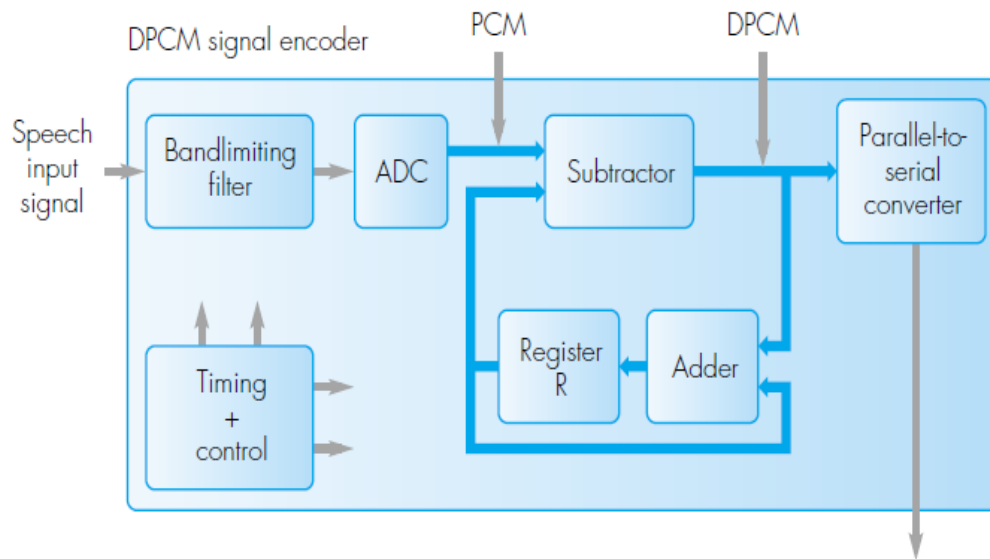 DPCM signal encoder
PCM
DPCM
Speech
input
signal
Bandlimiting
filter
ADC
Subtractor
Parallel-to-
serial
converter
Timing
+
control
Register
R
Adder